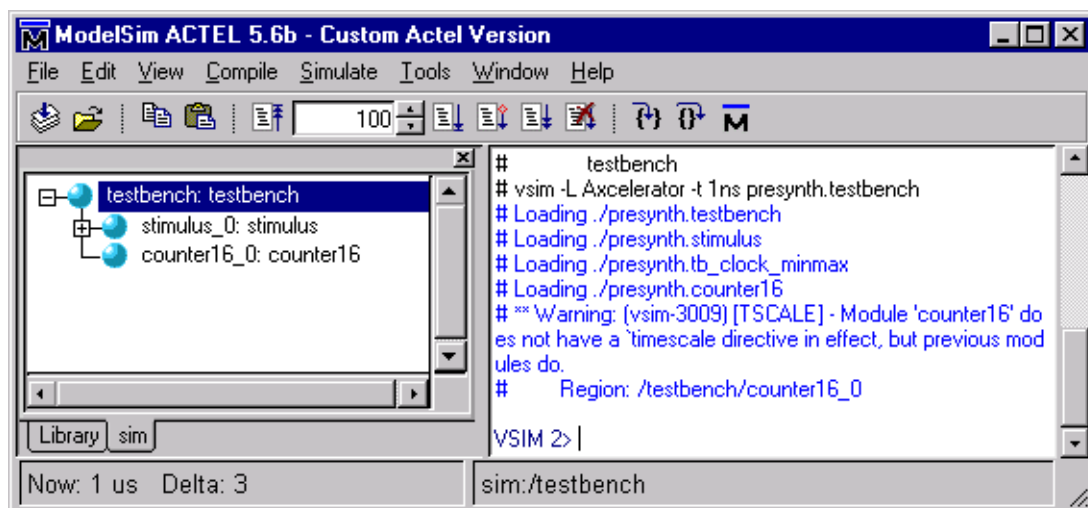 ModelSim ACTEL 5.6b - Custom Actel Version
File Edit View Compile Simulate Tools Window Help
100
testbench: testbench
stimulus_0: stimulus
counter16_0: counter16
Library sim
# testbench
# vsim -L Axcelerator -t 1ns presynth.testbench
# Loading ./presynth.testbench
# Loading ./presynth.stimulus
# Loading ./presynth.tb_clock_minmax
# Loading ./presynth.counter16
# ** Warning: (vsim-3009) [TSCALE] - Module 'counter16' do
es not have a `timescale directive in effect, but previous mod
ules do.
# Region: /testbench/counter16_0
VSIM 2>
Now: 1 us Delta: 3
sim:/testbench